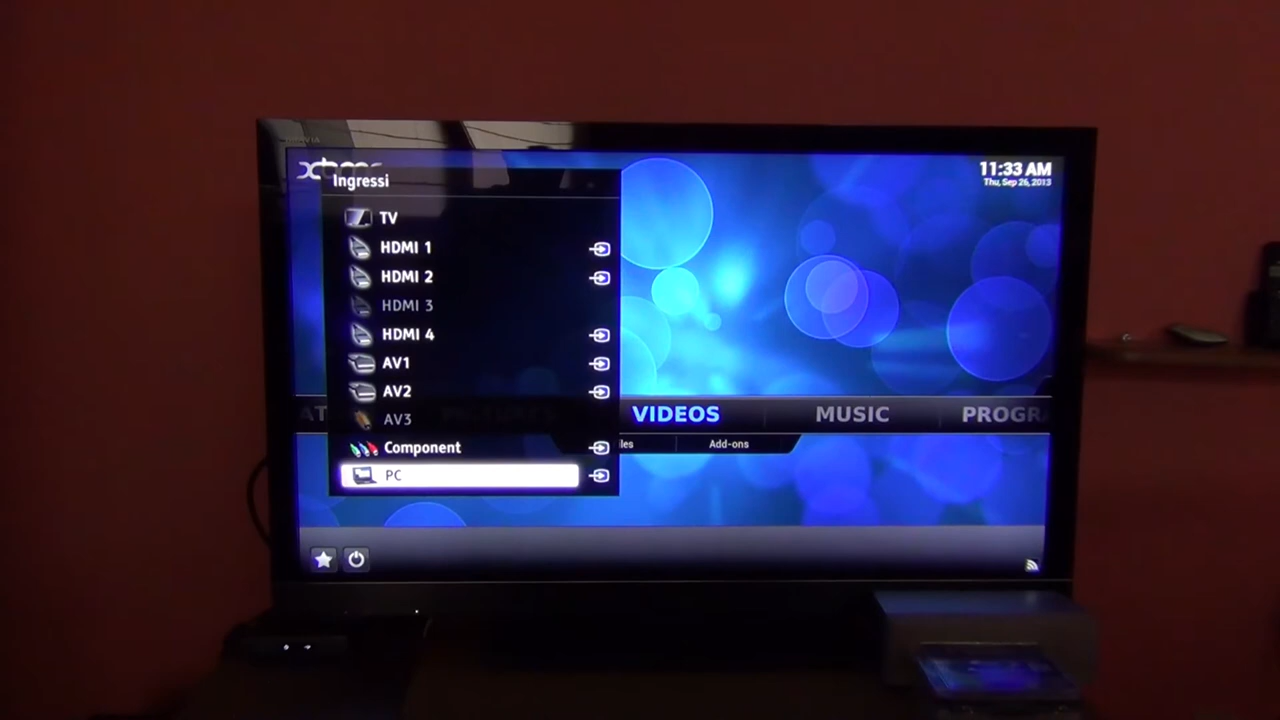 Ingressi
11:33 AM
Thu, Sep 26, 2013
TV
HDMI 1
HDMI 2
HDMI 3
HDMI 4
AV1
AV2
AV3
Component
PC
VIDEOS
MUSIC
PROGR
Add-ons